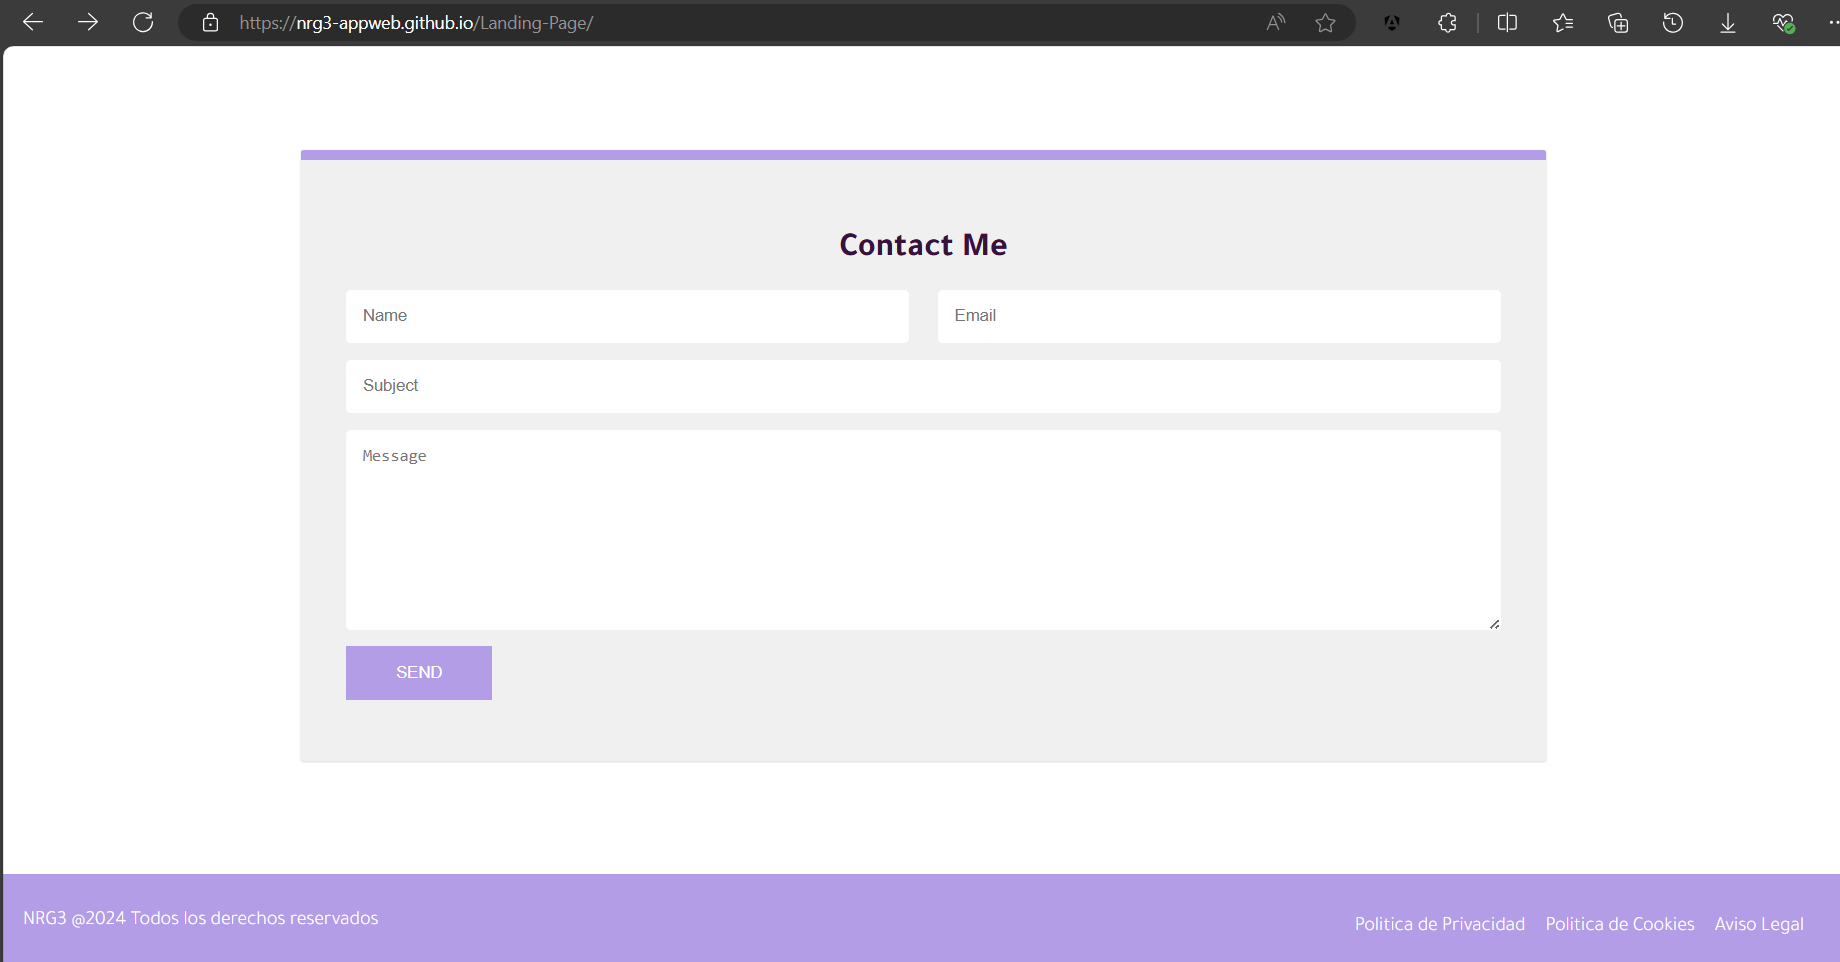 https://nrg3-appweb.github.io/Landing-Page/
Contact Me
Name
Email
Subject
Message
SEND
NRG3 @2024 Todos los derechos reservados
Politica de Privacidad
Politica de Cookies
Aviso Legal